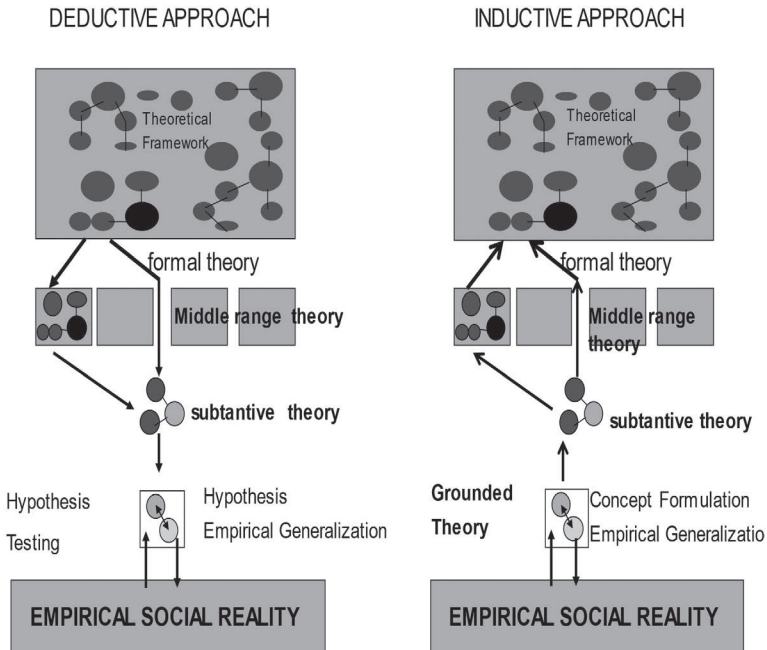 DEDUCTIVE APPROACH
Theoretical
Framework
formal theory
Middle range theory
subtantive theory
Hypothesis
Testing
Hypothesis
Empirical Generalization
EMPIRICAL SOCIAL REALITY
INDUCTIVE APPROACH
Theoretical
Framework
formal theory
Middle range
theory
subtantive theory
Grounded
Theory
Concept Formulation
Empirical Generalizatio
EMPIRICAL SOCIAL REALITY